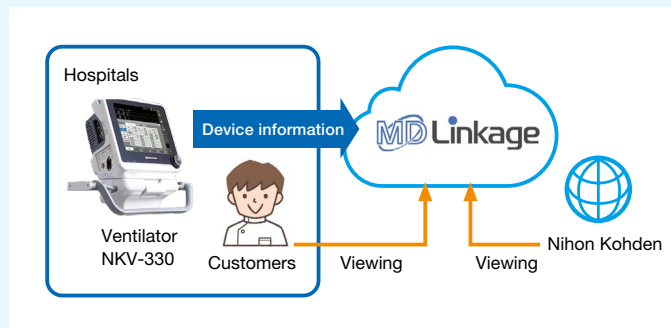 Hospitals
Device information
MD Linkage
Ventilator
NKV-330
Customers
Viewing
Viewing
Nihon Kohden